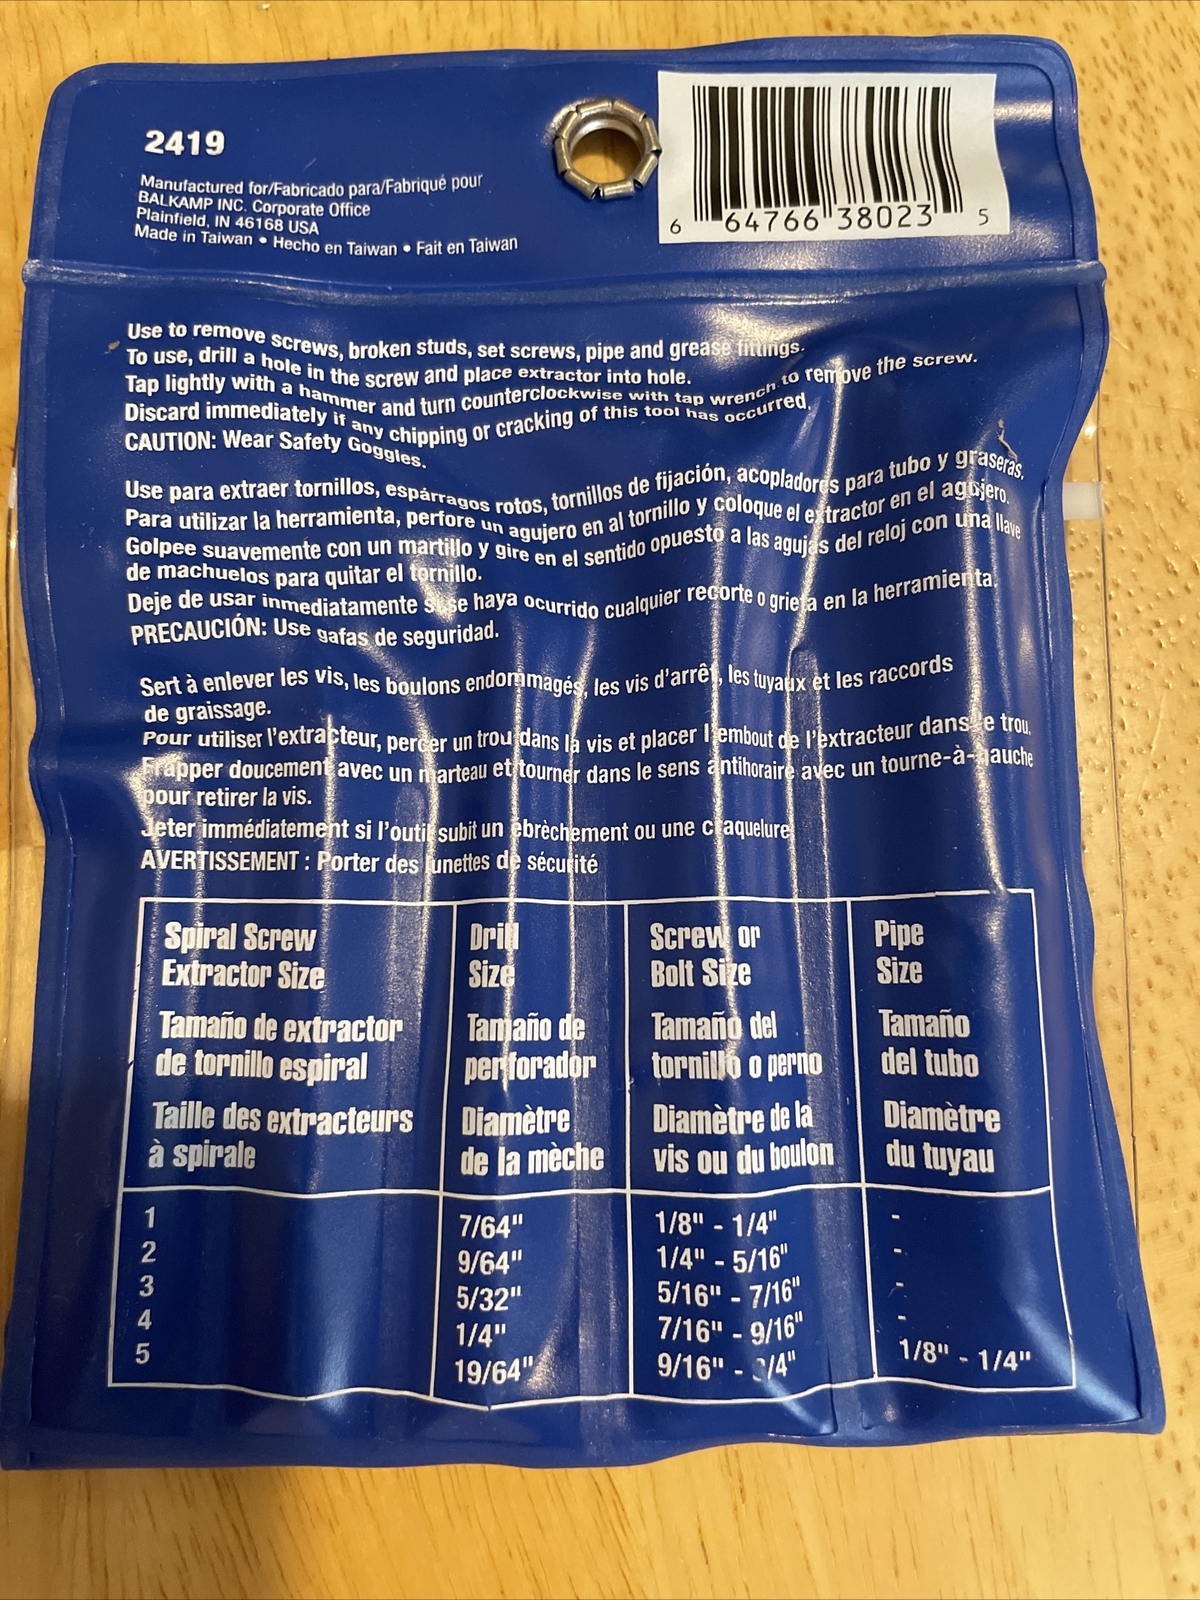 2419
Manufactured for/Fabricado para/Fabriqué pour
BALKAMP INC. Corporate Office
Plainfield, IN 46168 USA
Made in Taiwan • Hecho en Taiwan • Fait en Taiwan
6 64766 38023 5
Use to remove screws, broken studs, set screws, pipe and grease fittings.
To use, drill a hole in the screw and place extractor into hole.
Tap lightly with a hammer and turn counterclockwise with tap wrench to remove the screw.
Discard immediately if any chipping or cracking of this tool has occurred.
CAUTION: Wear Safety Goggles.
Use para extraer tornillos, espárragos rotos, tornillos de fijación, acopladores para tubo y graseras.
Para utilizar la herramienta, perfore un agujero en al tornillo y coloque el extractor en el agujero.
Golpee suavemente con un martillo y gire en el sentido opuesto a las agujas del reloj con una llave
de machuelos para quitar el tornillo.
Deje de usar inmediatamente si se haya ocurrido cualquier recorte o grieta en la herramienta.
PRECAUCIÓN: Use gafas de seguridad.
Sert à enlever les vis, les boulons endommagés, les vis d'arrêt, les tuyaux et les raccords
de graissage.
Pour utiliser l'extracteur, percer un trou dans la vis et placer l'embout de l'extracteur dans le trou.
Frapper doucement avec un marteau et tourner dans le sens antihoraire avec un tourne-à-gauche
pour retirer la vis.
Jeter immédiatement si l'outil subit un ebrèchement ou une craquelure
AVERTISSEMENT : Porter des lunettes de sécurité
Spiral Screw Drill Screw or Pipe
Extractor Size Size Bolt Size Size
Tamaño de extractor Tamaño de Tamaño del Tamaño
de tornillo espiral perforador tornillo o perno del tubo
Taille des extracteurs Diamètre Diamètre de la Diamètre
à spirale de la mèche vis ou du boulon du tuyau
1 7/64" 1/8" - 1/4" -
2 9/64" 1/4" - 5/16" -
3 5/32" 5/16" - 7/16" -
4 1/4" 7/16" - 9/16" -
5 19/64" 9/16" - 3/4" 1/8" - 1/4"